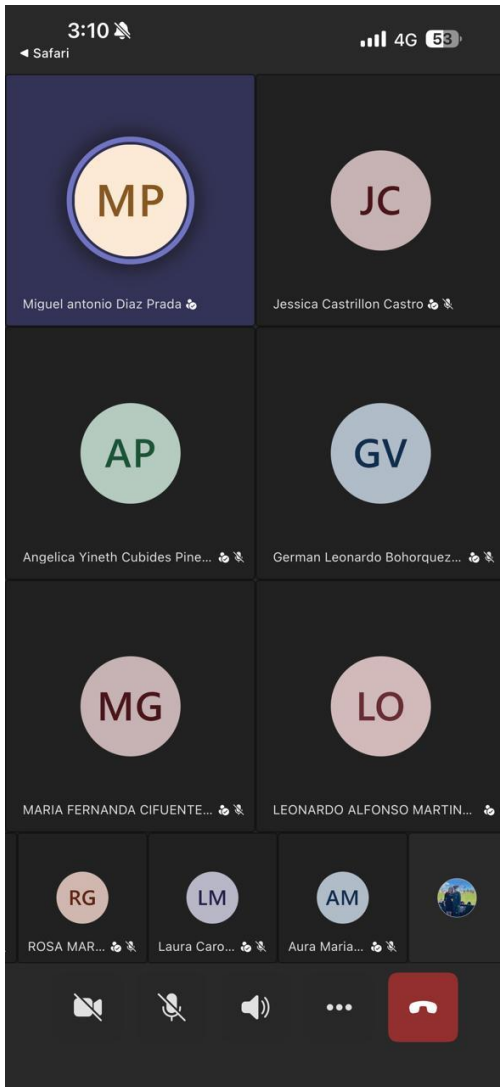 3:10
4G 53
◄ Safari
MP
JC
Miguel antonio Diaz Prada
Jessica Castrillon Castro
AP
GV
Angelica Yineth Cubides Pine...
German Leonardo Bohorquez...
MG
LO
MARIA FERNANDA CIFUENTE...
LEONARDO ALFONSO MARTIN...
RG
LM
AM
ROSA MAR...
Laura Caro...
Aura Maria...